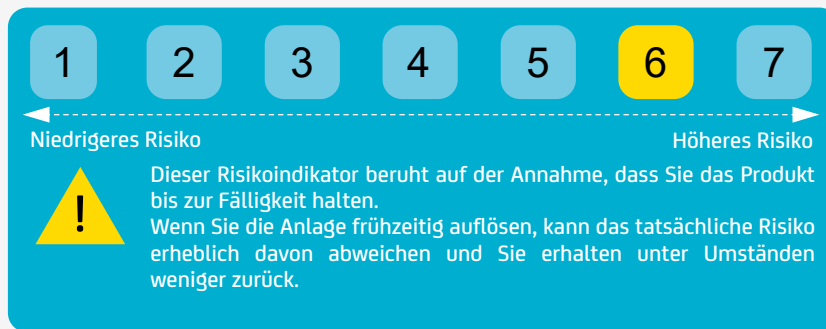 1 2 3 4 5 6 7
Niedrigeres Risiko Höheres Risiko
Dieser Risikoindikator beruht auf der Annahme, dass Sie das Produkt
bis zur Fälligkeit halten.
! Wenn Sie die Anlage frühzeitig auflösen, kann das tatsächliche Risiko
erheblich davon abweichen und Sie erhalten unter Umständen
weniger zurück.